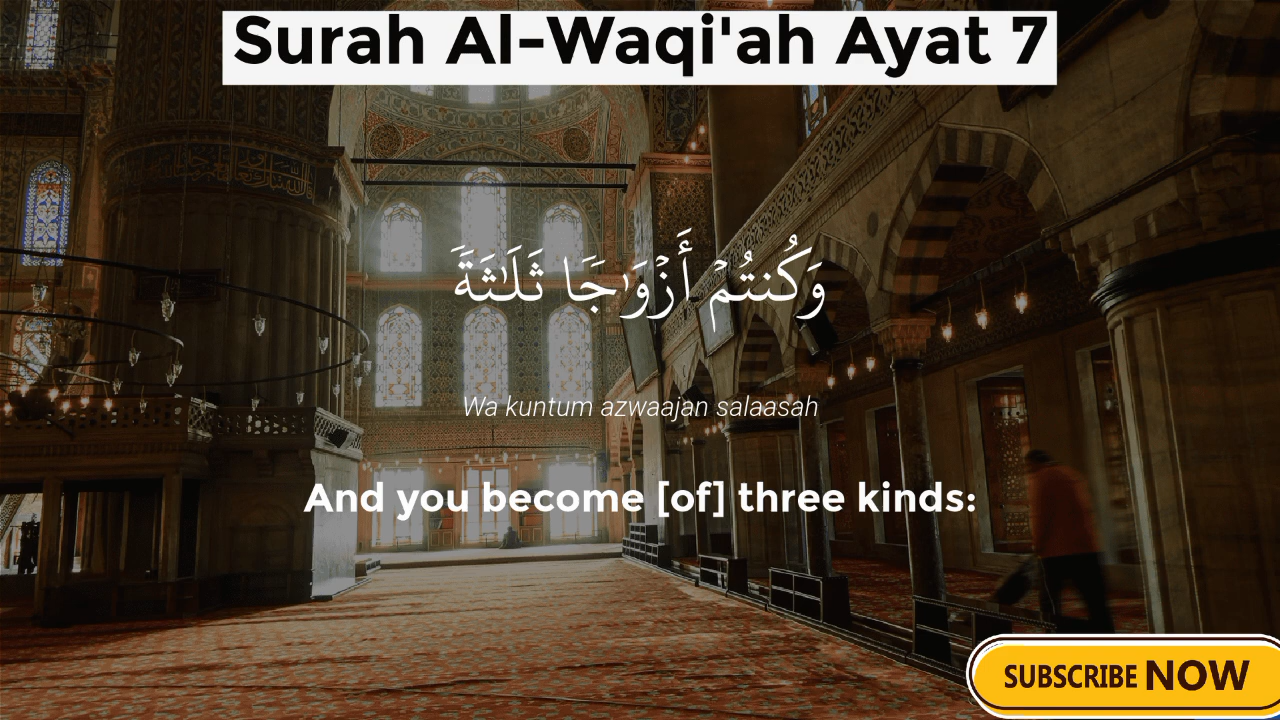 Surah Al-Waqi'ah Ayat 7
وَكُنتُمۡ أَزۡوَٰجٗا ثَلَٰثَةٗ
Wa kuntum azwaajan salaasah
And you become [of] three kinds:
SUBSCRIBE NOW